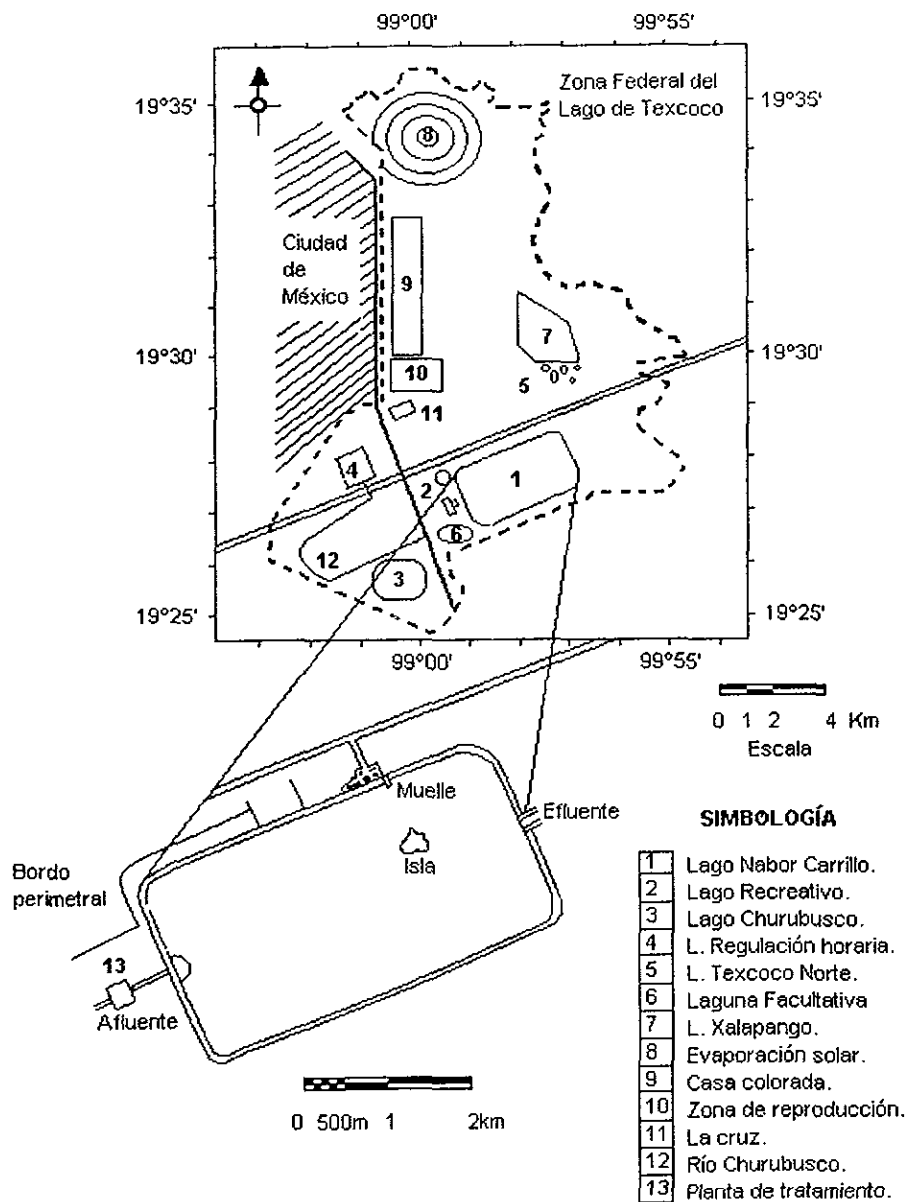 99°00'
99°55'
Zona Federal del
Lago de Texcoco
19°35'
19°35'
8
Ciudad
de
México
9
7
19°30'
19°30'
10
5
11
4
2
1
6
12
3
19°25'
19°25'
99°00'
99°55'
0 1 2 4 Km
Escala
Muelle
Efluente
Isla
Bordo
perimetral
13
Afluente
0 500m 1 2km
SIMBOLOGÍA
1 Lago Nabor Carrillo.
2 Lago Recreativo.
3 Lago Churubusco.
4 L. Regulación horaria.
5 L. Texcoco Norte.
6 Laguna Facultativa
7 L. Xalapango.
8 Evaporación solar.
9 Casa colorada.
10 Zona de reproducción.
11 La cruz.
12 Río Churubusco.
13 Planta de tratamiento.